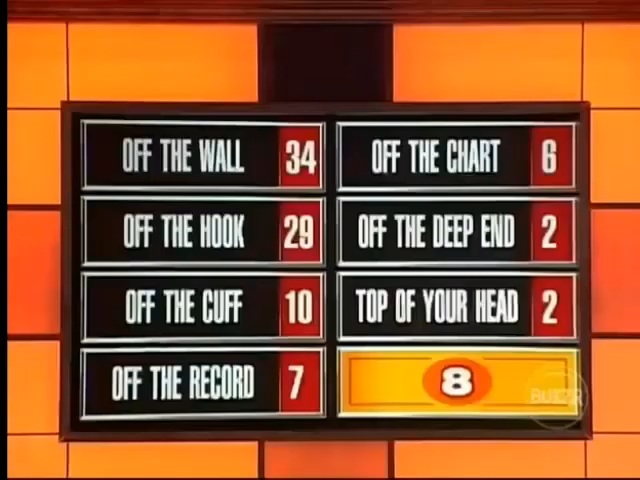 OFF THE WALL 34
OFF THE HOOK 29
OFF THE CUFF 10
OFF THE RECORD 7
OFF THE CHART 6
OFF THE DEEP END 2
TOP OF YOUR HEAD 2
8
BUZZR